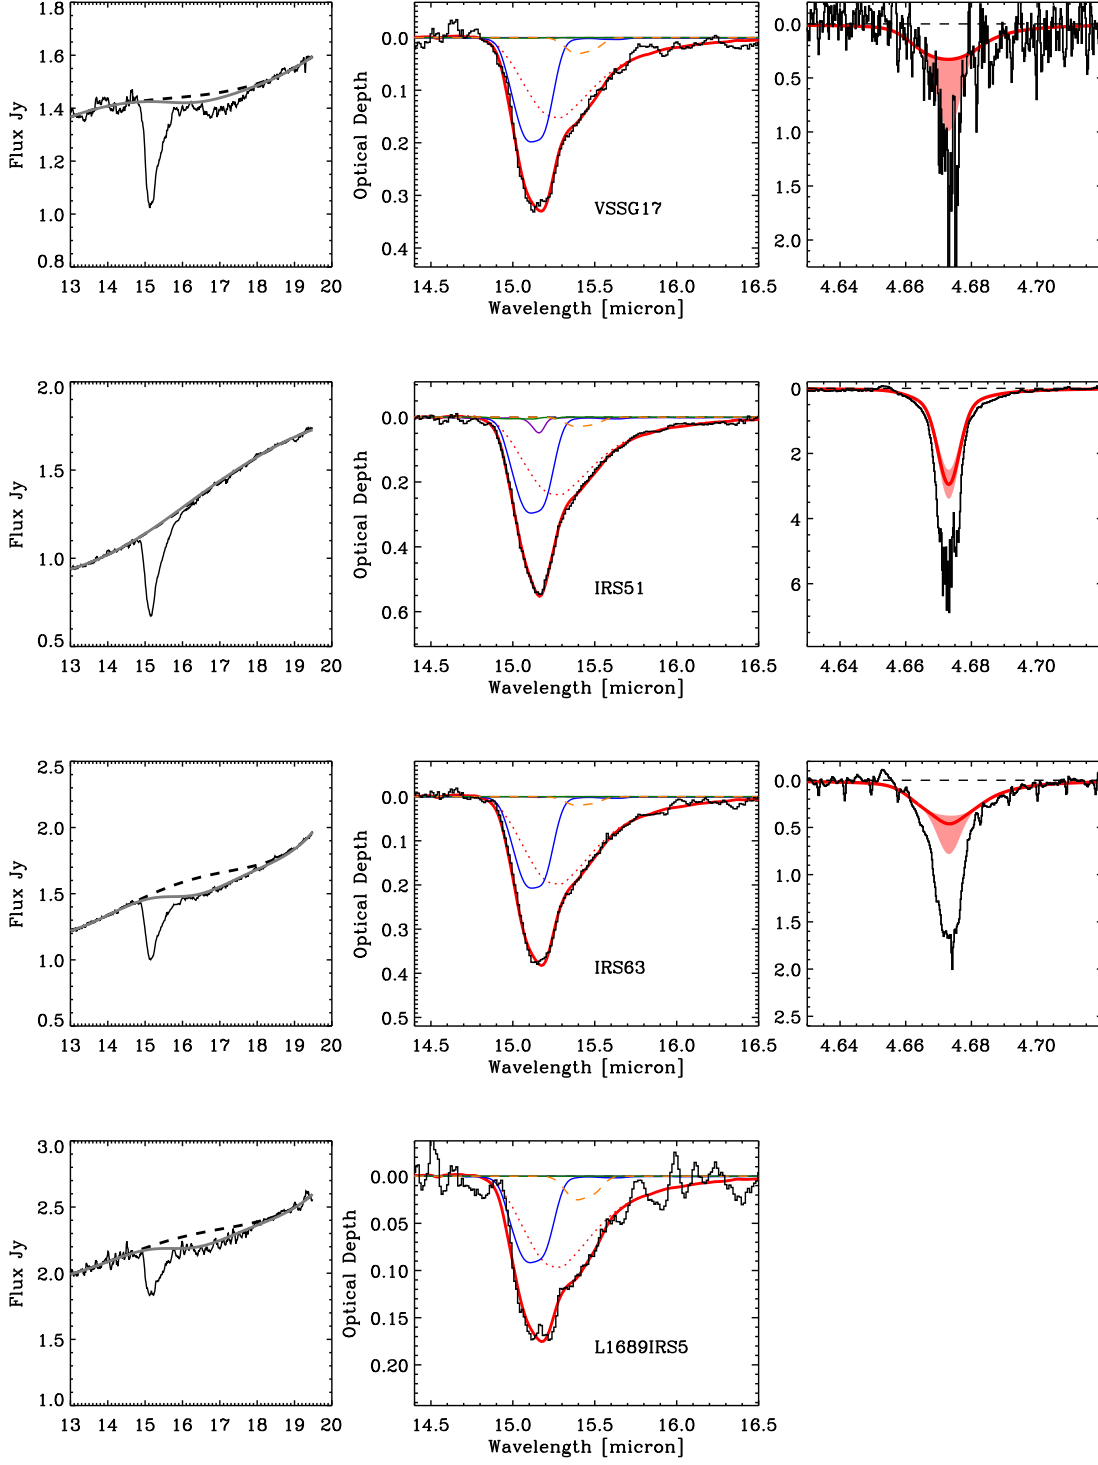 1.8
1.6
1.4
1.2
1.0
0.8
Flux Jy
13 14 15 16 17 18 19 20
0.0
0.1
0.2
0.3
0.4
Optical Depth
VSSG17
14.5 15.0 15.5 16.0 16.5
Wavelength [micron]
0.0
0.5
1.0
1.5
2.0
4.64 4.66 4.68 4.70
2.0
1.5
1.0
0.5
Flux Jy
13 14 15 16 17 18 19 20
0.0
0.2
0.4
0.6
Optical Depth
IRS51
14.5 15.0 15.5 16.0 16.5
Wavelength [micron]
0
2
4
6
4.64 4.66 4.68 4.70
2.5
2.0
1.5
1.0
0.5
Flux Jy
13 14 15 16 17 18 19 20
0.0
0.1
0.2
0.3
0.4
0.5
Optical Depth
IRS63
14.5 15.0 15.5 16.0 16.5
Wavelength [micron]
0.0
0.5
1.0
1.5
2.0
2.5
4.64 4.66 4.68 4.70
3.0
2.5
2.0
1.5
1.0
Flux Jy
13 14 15 16 17 18 19 20
0.00
0.05
0.10
0.15
0.20
Optical Depth
L1689IRS5
14.5 15.0 15.5 16.0 16.5
Wavelength [micron]